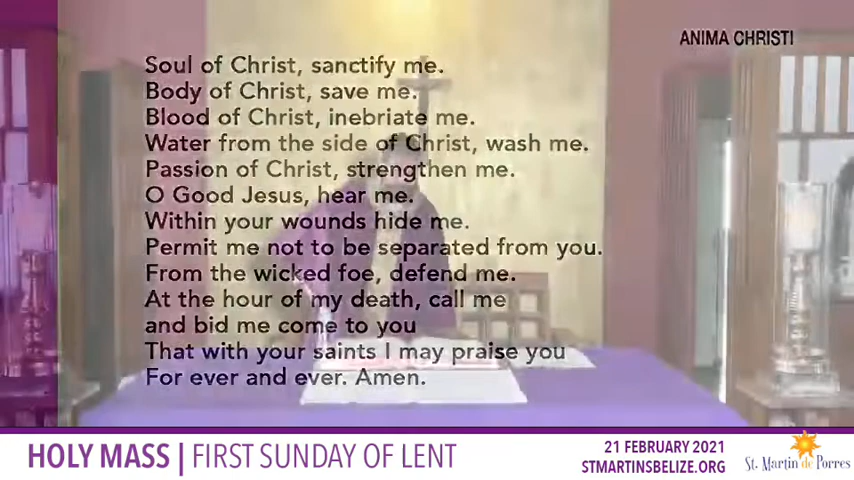 ANIMA CHRISTI
Soul of Christ, sanctify me.
Body of Christ, save me.
Blood of Christ, inebriate me.
Water from the side of Christ, wash me.
Passion of Christ, strengthen me.
O Good Jesus, hear me.
Within your wounds hide me.
Permit me not to be separated from you.
From the wicked foe, defend me.
At the hour of my death, call me
and bid me come to you
That with your saints I may praise you
For ever and ever. Amen.
HOLY MASS | FIRST SUNDAY OF LENT
21 FEBRUARY 2021
STMARTINSBELIZE.ORG
St. Martin de Porres